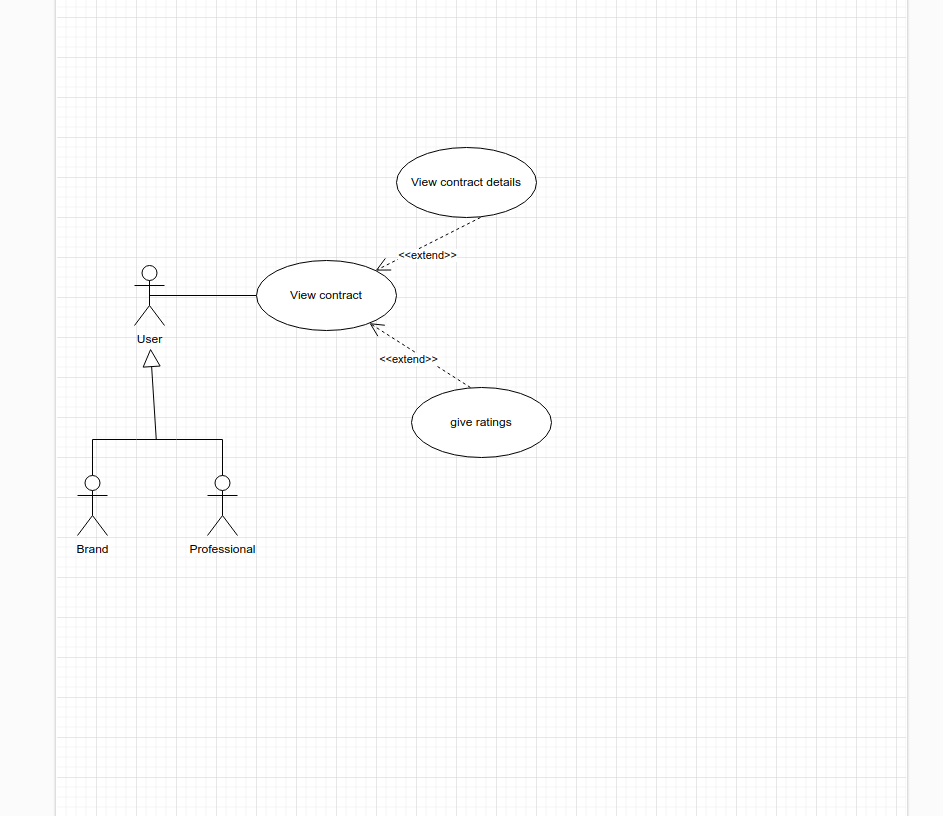 View contract details
<<extend>>
View contract
User
<<extend>>
give ratings
Brand
Professional